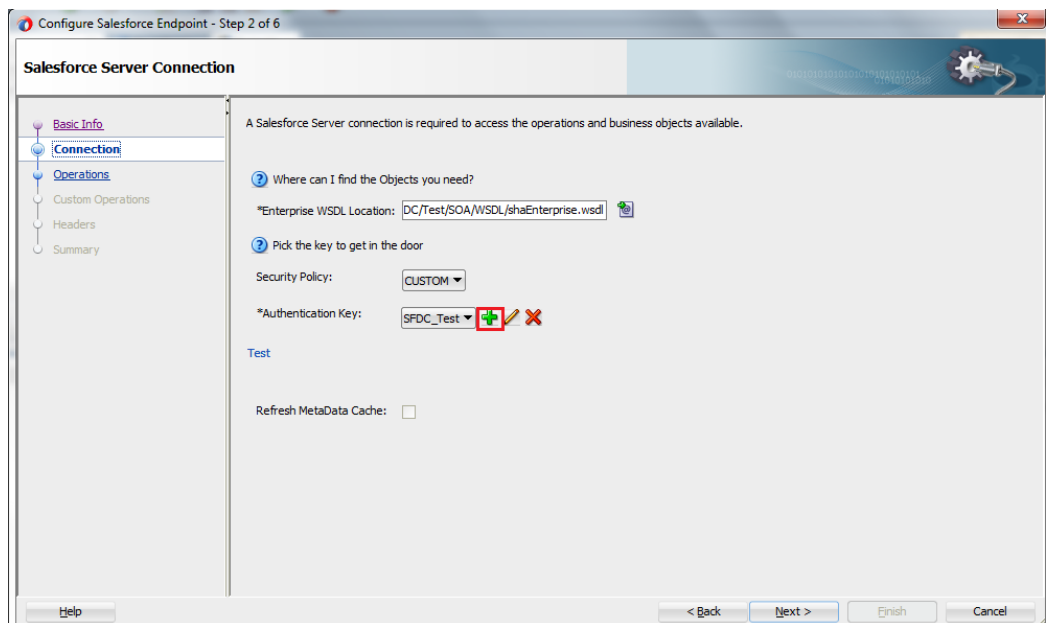 Configure Salesforce Endpoint - Step 2 of 6
Salesforce Server Connection
Basic Info
Connection
Operations
Custom Operations
Headers
Summary
A Salesforce Server connection is required to access the operations and business objects available.
Where can I find the Objects you need?
*Enterprise WSDL Location: DC/Test/SOA/WSDL/shaEnterprise.wsdl
Pick the key to get in the door
Security Policy: CUSTOM
*Authentication Key: SFDC_Test
Test
Refresh MetaData Cache:
Help < Back Next > Finish Cancel